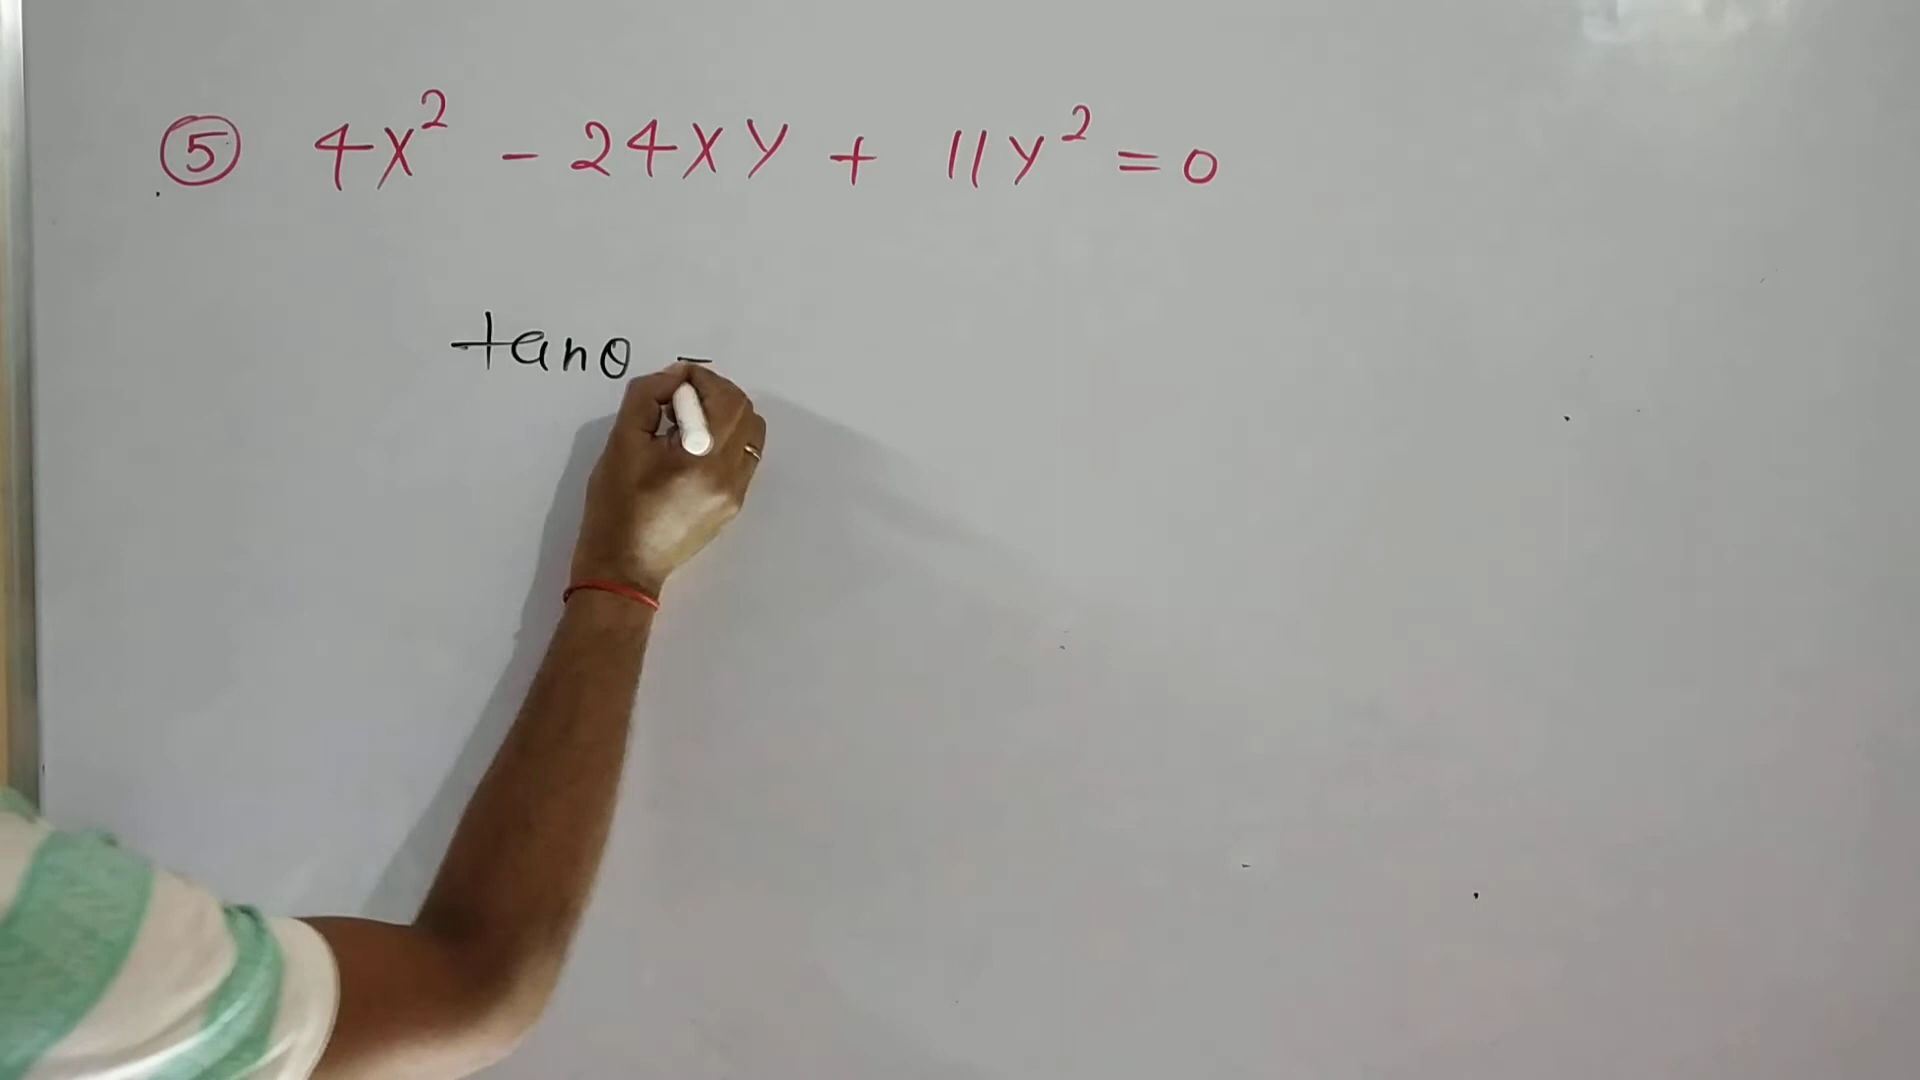 ⑤ 4x² - 24xy + 11y² = 0
tanθ =